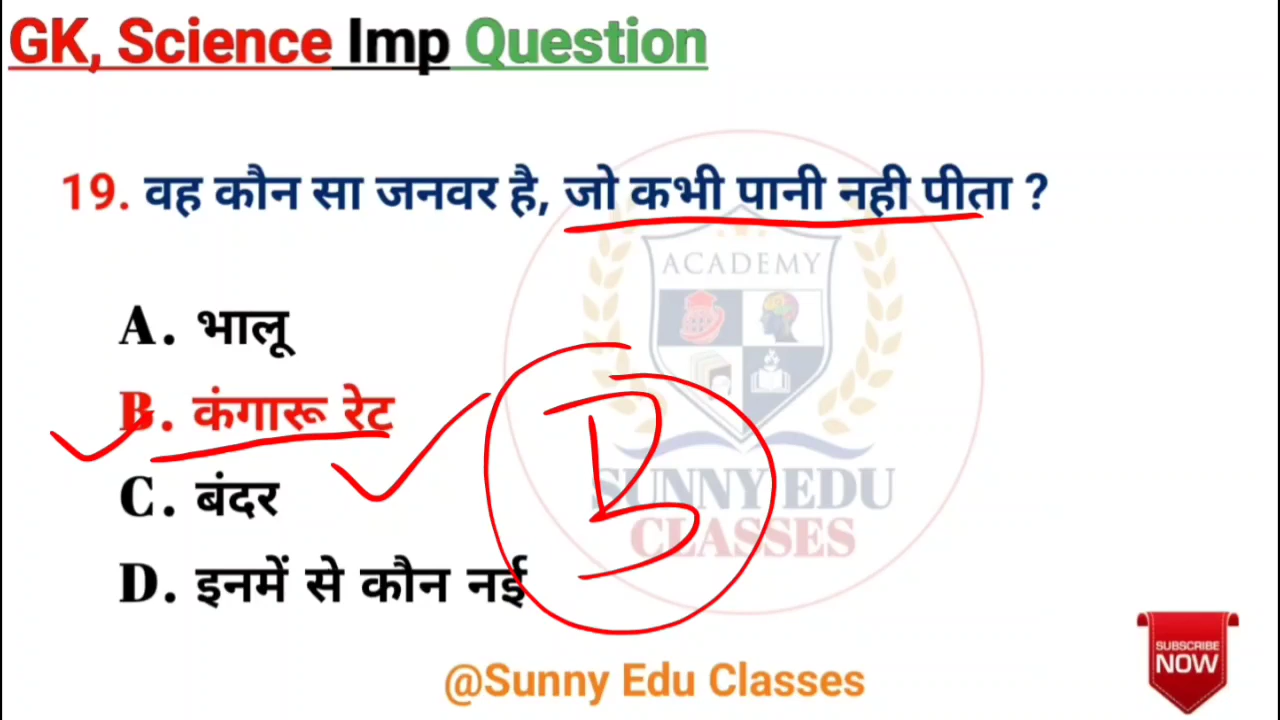 GK, Science Imp Question
19. वह कौन सा जनवर है, जो कभी पानी नही पीता ?
ACADEMY
A. भालू
B. कंगारू रेट
C. बंदर
D. इनमें से कौन नई
B
SUNNY EDU
CLASSES
@Sunny Edu Classes
SUBSCRIBE
NOW